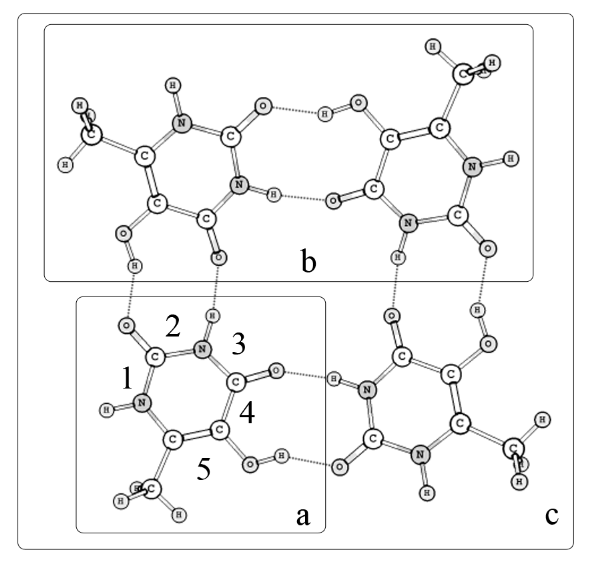 H
H
C H
H
H O O
H H
N C
C C C
C H
H N
N C
H
C O
C N C
O
O
O H
H b
H O H
O 2
C N 3 O
C
1 O C
C H N
N
H 4 H
C C
C C
5 H N C
O O H
H C H
H H
H a c